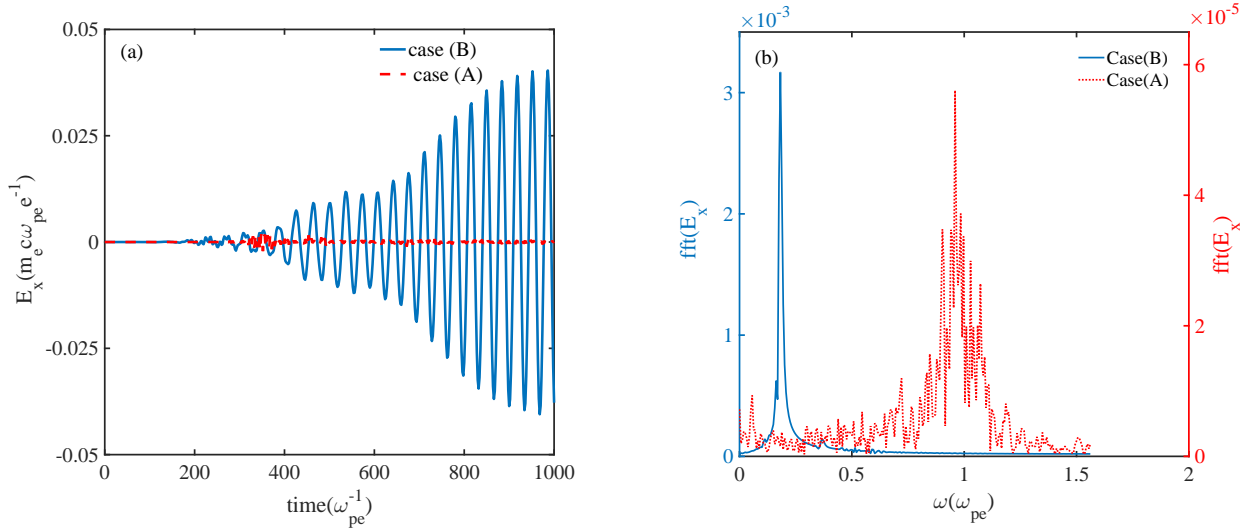 (a)
case (B)
case (A)
0.05
0.025
0
-0.025
-0.05
E_x(m_e cω_pe e^-1)
0
200
400
600
800
1000
time(ω_pe^-1)
×10^-3
×10^-5
(b)
Case(B)
Case(A)
3
2
1
0
fft(E_x)
6
4
2
0
fft(E_x)
0
0.5
1
1.5
2
ω(ω_pe)